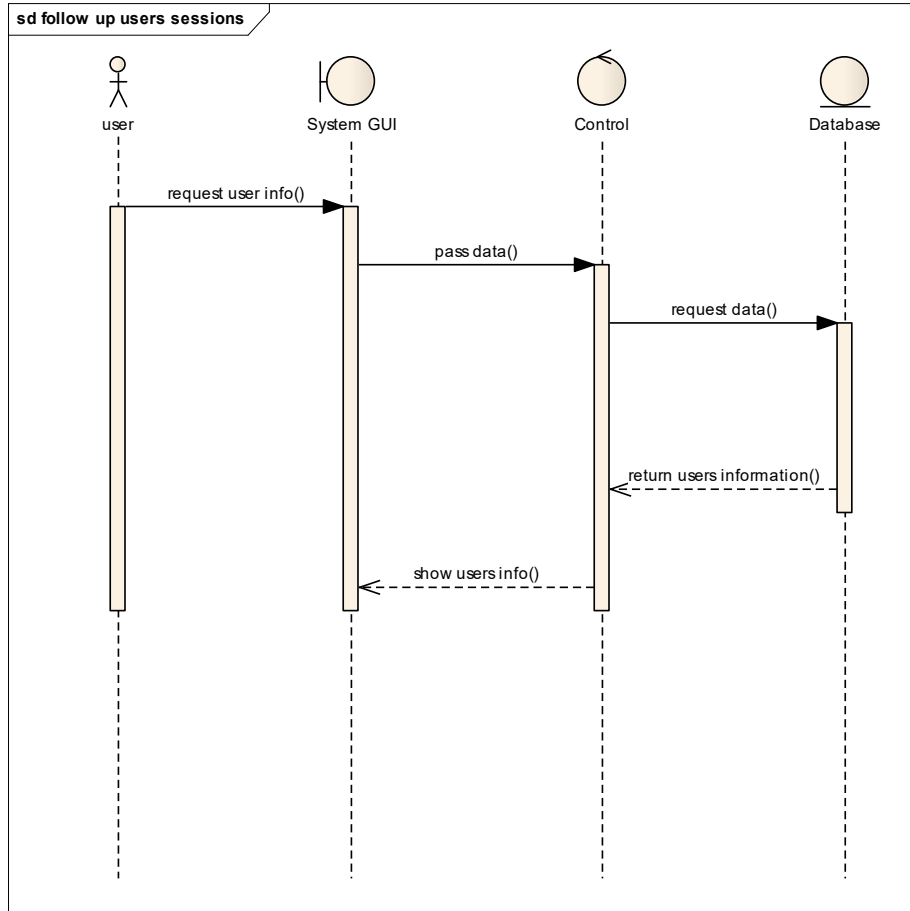 sd follow up users sessions
user
System GUI
Control
Database
request user info()
pass data()
request data()
return users information()
show users info()